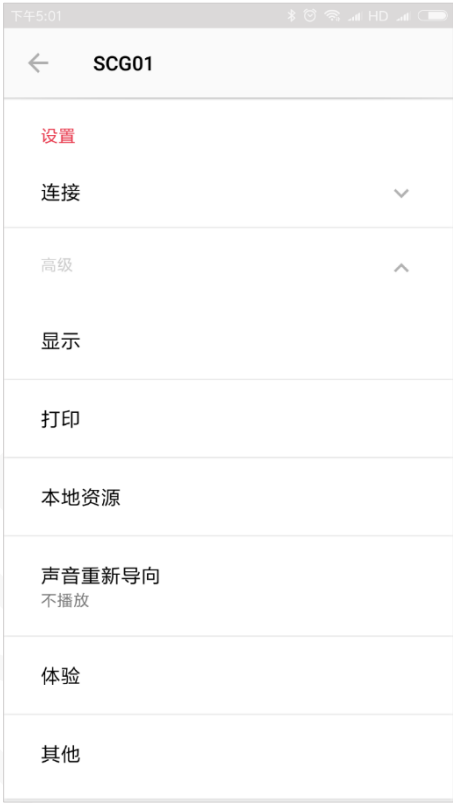 下午5:01 HD
SCG01
设置
连接
高级
显示
打印
本地资源
声音重新导向
不播放
体验
其他